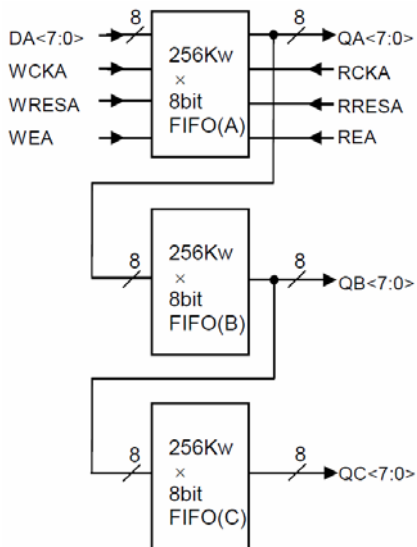 8 8
DA<7:0> 256Kw QA<7:0>
WCKA × RCKA
WRESA 8bit RRESA
WEA FIFO(A) REA
8 256Kw 8
× QB<7:0>
8bit
FIFO(B)
8 256Kw 8
× QC<7:0>
8bit
FIFO(C)